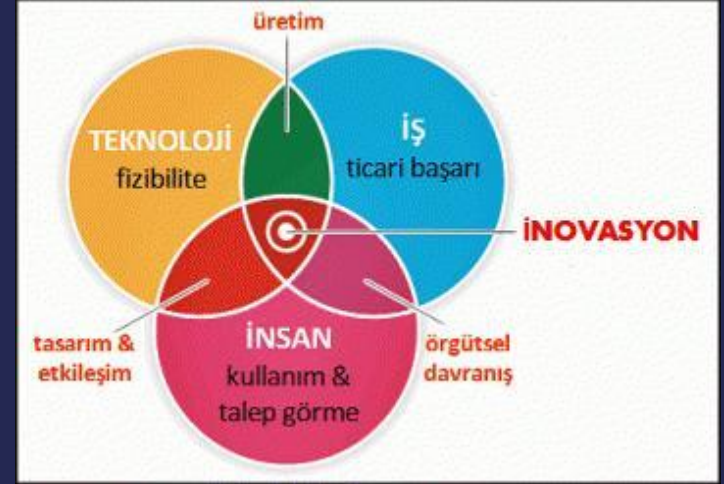 üretim
TEKNOLOJİ
fizibilite
İŞ
ticari başarı
İNOVASYON
tasarım &
etkileşim
İNSAN
kullanım &
talep görme
örgütsel
davranış